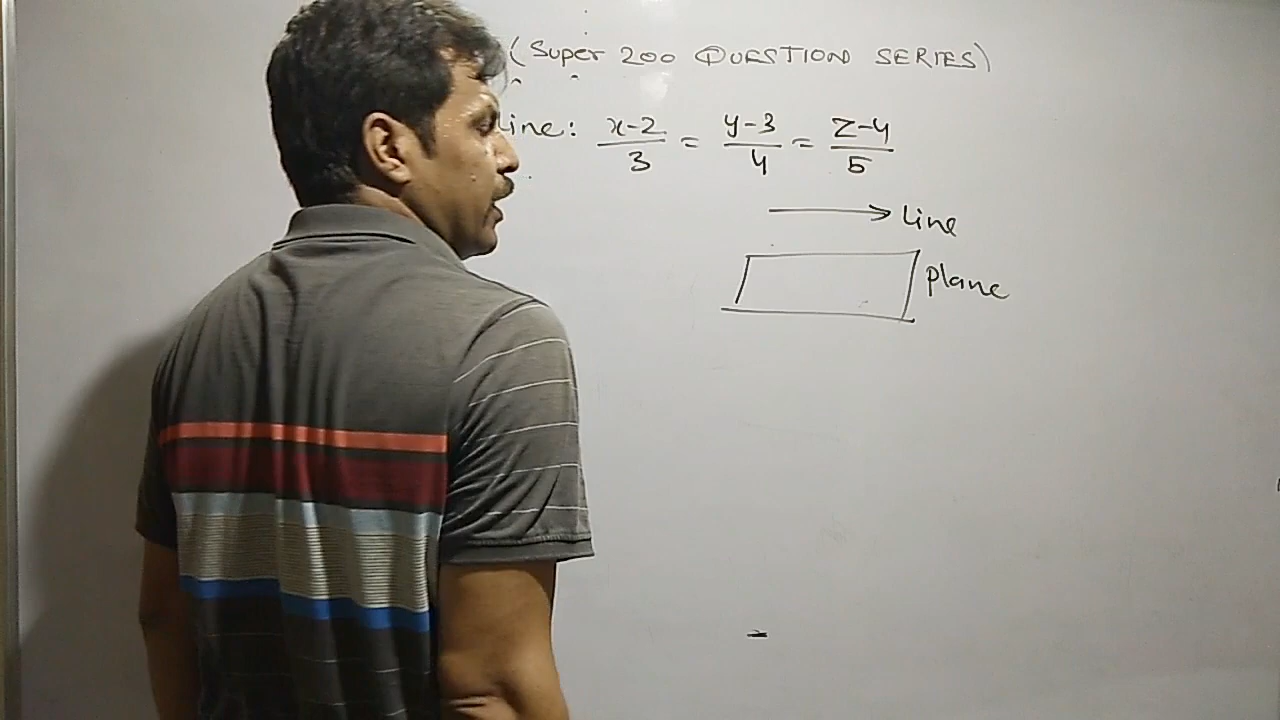 (Super 200 QUESTION SERIES)
Line: x-2/3 = y-3/4 = z-4/5
Line
Plane